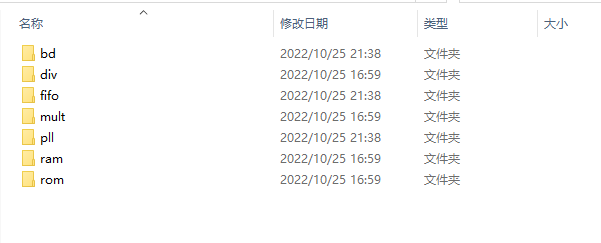 名称 修改日期 类型 大小
bd 2022/10/25 21:38 文件夹
div 2022/10/25 16:59 文件夹
fifo 2022/10/25 21:38 文件夹
mult 2022/10/25 16:59 文件夹
pll 2022/10/25 21:38 文件夹
ram 2022/10/25 16:59 文件夹
rom 2022/10/25 16:59 文件夹